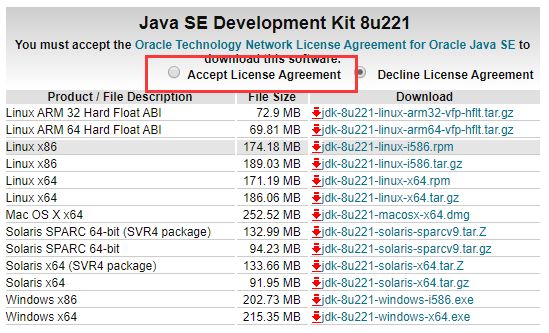 Java SE Development Kit 8u221
You must accept the Oracle Technology Network License Agreement for Oracle Java SE to
download this software.
Accept License Agreement Decline License Agreement
Product / File Description File Size Download
Linux ARM 32 Hard Float ABI 72.9 MB jdk-8u221-linux-arm32-vfp-hflt.tar.gz
Linux ARM 64 Hard Float ABI 69.81 MB jdk-8u221-linux-arm64-vfp-hflt.tar.gz
Linux x86 174.18 MB jdk-8u221-linux-i586.rpm
Linux x86 189.03 MB jdk-8u221-linux-i586.tar.gz
Linux x64 171.19 MB jdk-8u221-linux-x64.rpm
Linux x64 186.06 MB jdk-8u221-linux-x64.tar.gz
Mac OS X x64 252.52 MB jdk-8u221-macosx-x64.dmg
Solaris SPARC 64-bit (SVR4 package) 132.99 MB jdk-8u221-solaris-sparcv9.tar.Z
Solaris SPARC 64-bit 94.23 MB jdk-8u221-solaris-sparcv9.tar.gz
Solaris x64 (SVR4 package) 133.66 MB jdk-8u221-solaris-x64.tar.Z
Solaris x64 91.95 MB jdk-8u221-solaris-x64.tar.gz
Windows x86 202.73 MB jdk-8u221-windows-i586.exe
Windows x64 215.35 MB jdk-8u221-windows-x64.exe